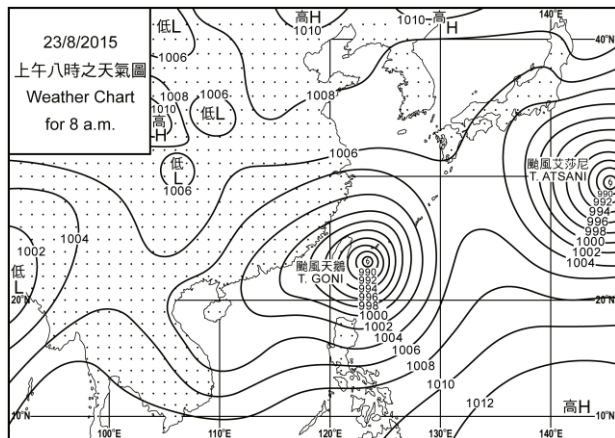 23/8/2015
上午八時之天氣圖
Weather Chart
for 8 a.m.
低L
1006
1008
1010
高
H
1006
低L
低
L
1006
高H
1010
1010
高
H
140°E
40°N
1008
1006
颱風艾莎尼
T. ATSANI
990
992
994
996
998
1000
1002
1004
1002
1004
低
L
20°N
颱風天鵝
T. GONI
990
992
994
996
998
1000
1002
1004
1006
1008
1010
1012
20°N
高H
10°N
100°E
110°E
120°E
130°E
140°E
10°N